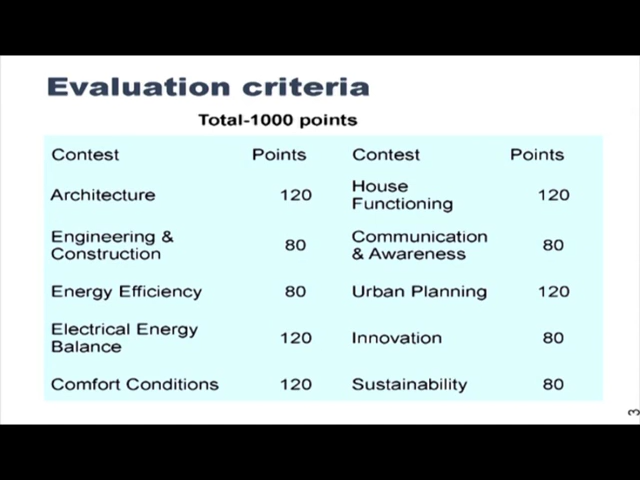 Evaluation criteria
Total-1000 points
Contest Points Contest Points
Architecture 120 House Functioning 120
Engineering & Construction 80 Communication & Awareness 80
Energy Efficiency 80 Urban Planning 120
Electrical Energy Balance 120 Innovation 80
Comfort Conditions 120 Sustainability 80
3